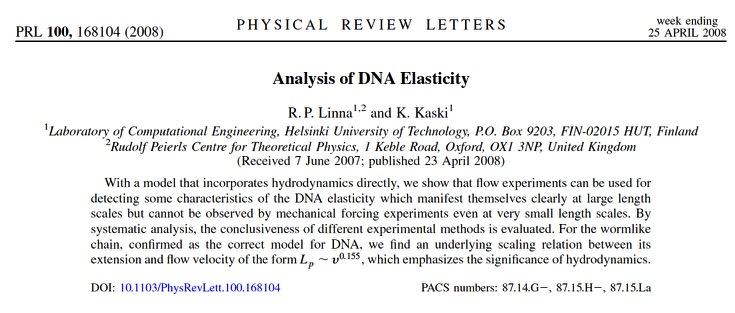 PRL 100, 168104 (2008)
PHYSICAL REVIEW LETTERS
week ending
25 APRIL 2008
Analysis of DNA Elasticity
R. P. Linna1,2 and K. Kaski1
1Laboratory of Computational Engineering, Helsinki University of Technology, P.O. Box 9203, FIN-02015 HUT, Finland
2Rudolf Peierls Centre for Theoretical Physics, 1 Keble Road, Oxford, OX1 3NP, United Kingdom
(Received 7 June 2007; published 23 April 2008)
With a model that incorporates hydrodynamics directly, we show that flow experiments can be used for
detecting some characteristics of the DNA elasticity which manifest themselves clearly at large length
scales but cannot be observed by mechanical forcing experiments even at very small length scales. By
systematic analysis, the conclusiveness of different experimental methods is evaluated. For the wormlike
chain, confirmed as the correct model for DNA, we find an underlying scaling relation between its
extension and flow velocity of the form Lp ~ v0.155, which emphasizes the significance of hydrodynamics.
DOI: 10.1103/PhysRevLett.100.168104
PACS numbers: 87.14.G−, 87.15.H−, 87.15.La